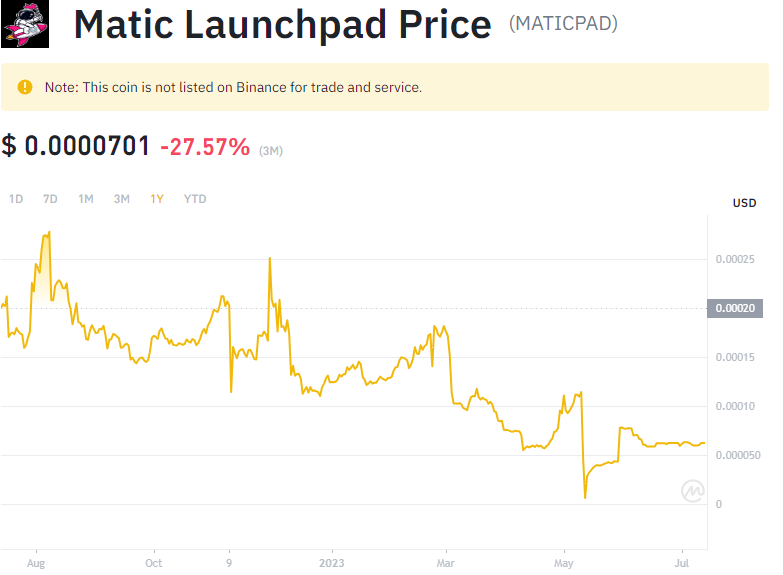 Matic Launchpad Price (MATICPAD)
Note: This coin is not listed on Binance for trade and service.
$ 0.0000701 -27.57% (3M)
1D 7D 1M 3M 1Y YTD
USD
0.00025
0.00020
0.00015
0.00010
0.000050
0
Aug Oct 9 2023 Mar May Jul